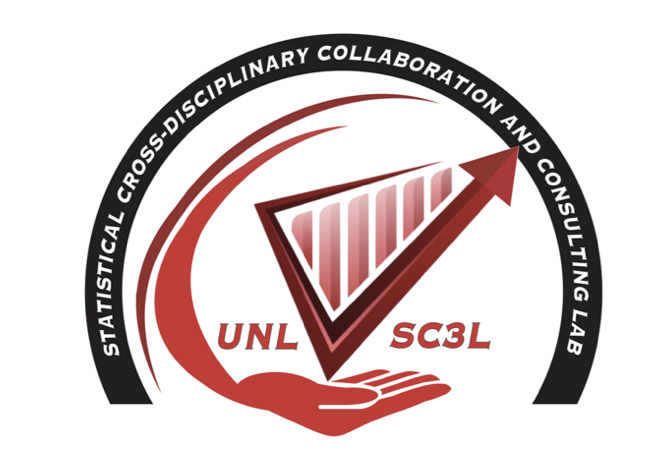 STATISTICAL CROSS-DISCIPLINARY COLLABORATION AND CONSULTING LAB
UNL SC3L